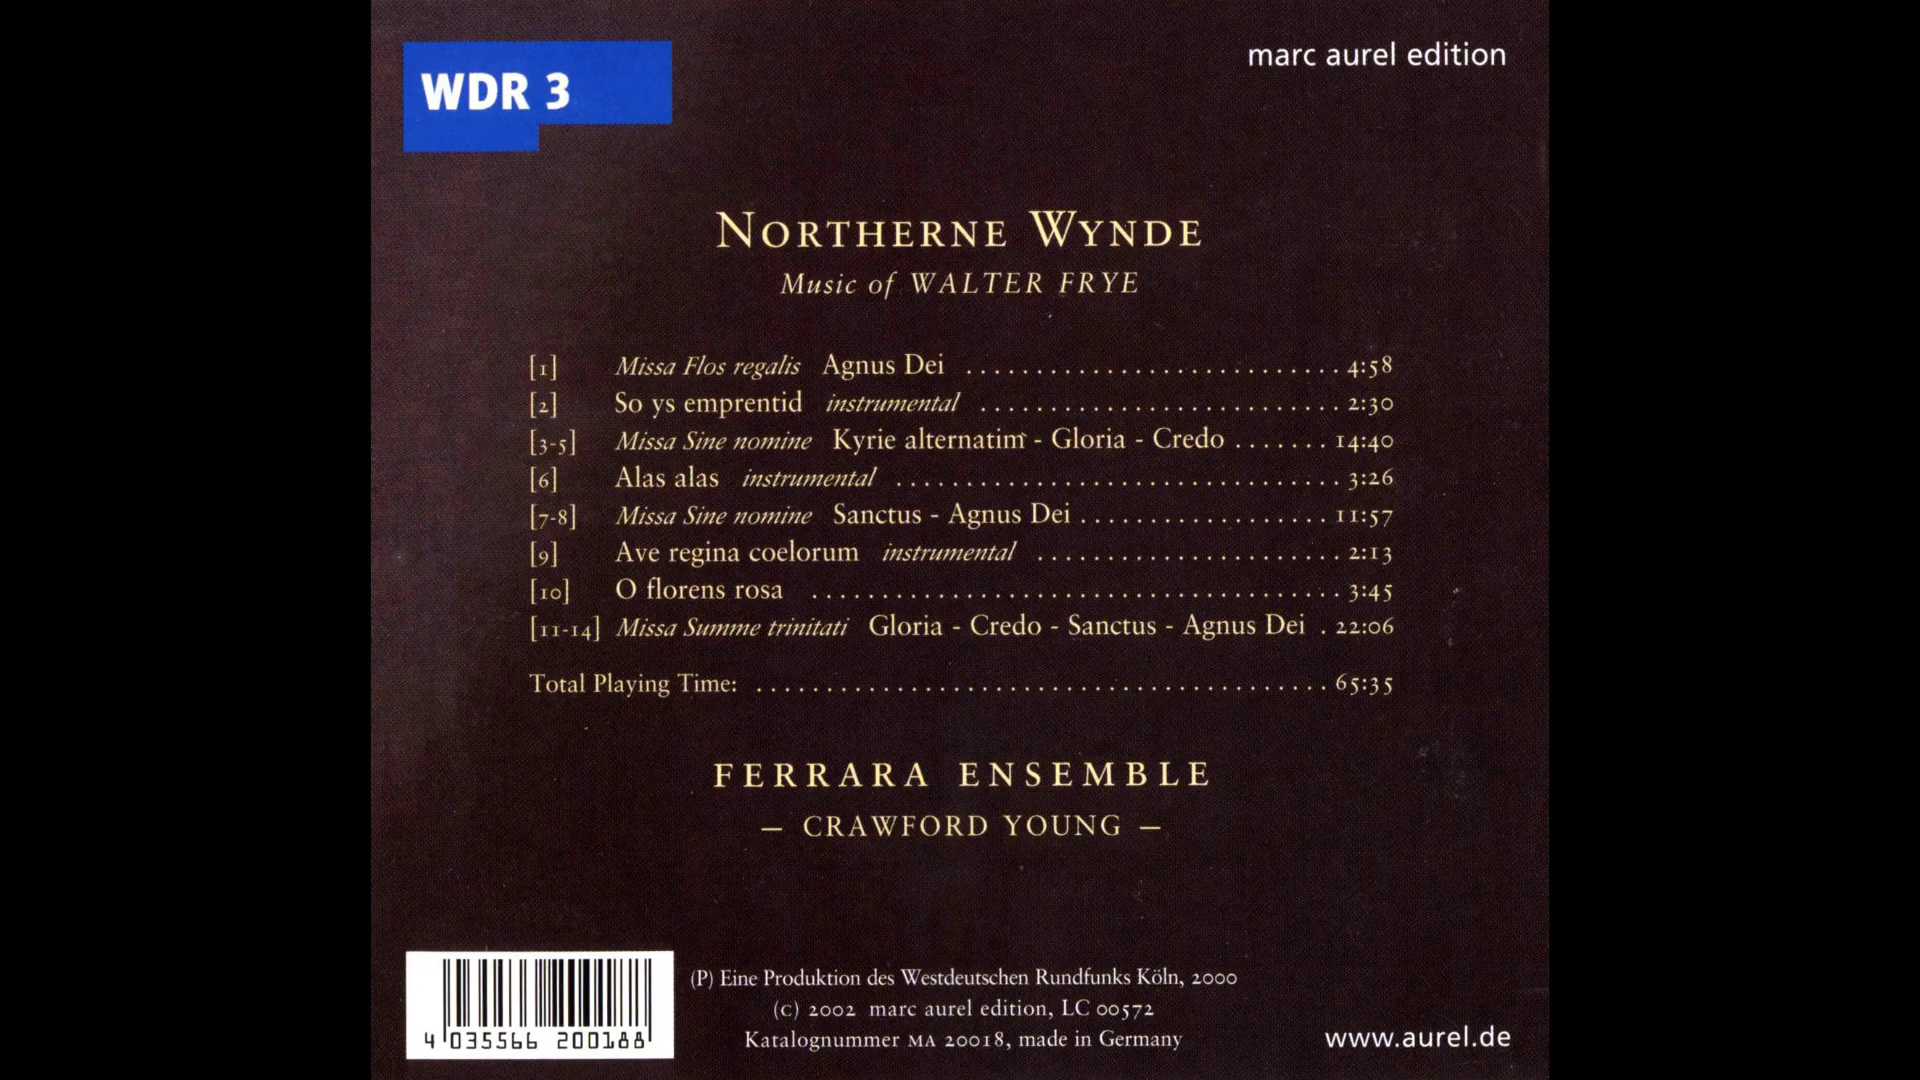 WDR 3
marc aurel edition
NORTHERNE WYNDE
Music of WALTER FRYE
[1] Missa Flos regalis Agnus Dei 4:58
[2] So ys emprentid instrumental 2:30
[3-5] Missa Sine nomine Kyrie alternatim - Gloria - Credo 14:40
[6] Alas alas instrumental 3:26
[7-8] Missa Sine nomine Sanctus - Agnus Dei 11:57
[9] Ave regina coelorum instrumental 2:13
[10] O florens rosa 3:45
[11-14] Missa Summe trinitati Gloria - Credo - Sanctus - Agnus Dei 22:06
Total Playing Time: 65:35
FERRARA ENSEMBLE
– CRAWFORD YOUNG –
(P) Eine Produktion des Westdeutschen Rundfunks Köln, 2000
(C) 2002 marc aurel edition, LC 00572
Katalognummer MA 20018, made in Germany
4 035566 200188
www.aurel.de